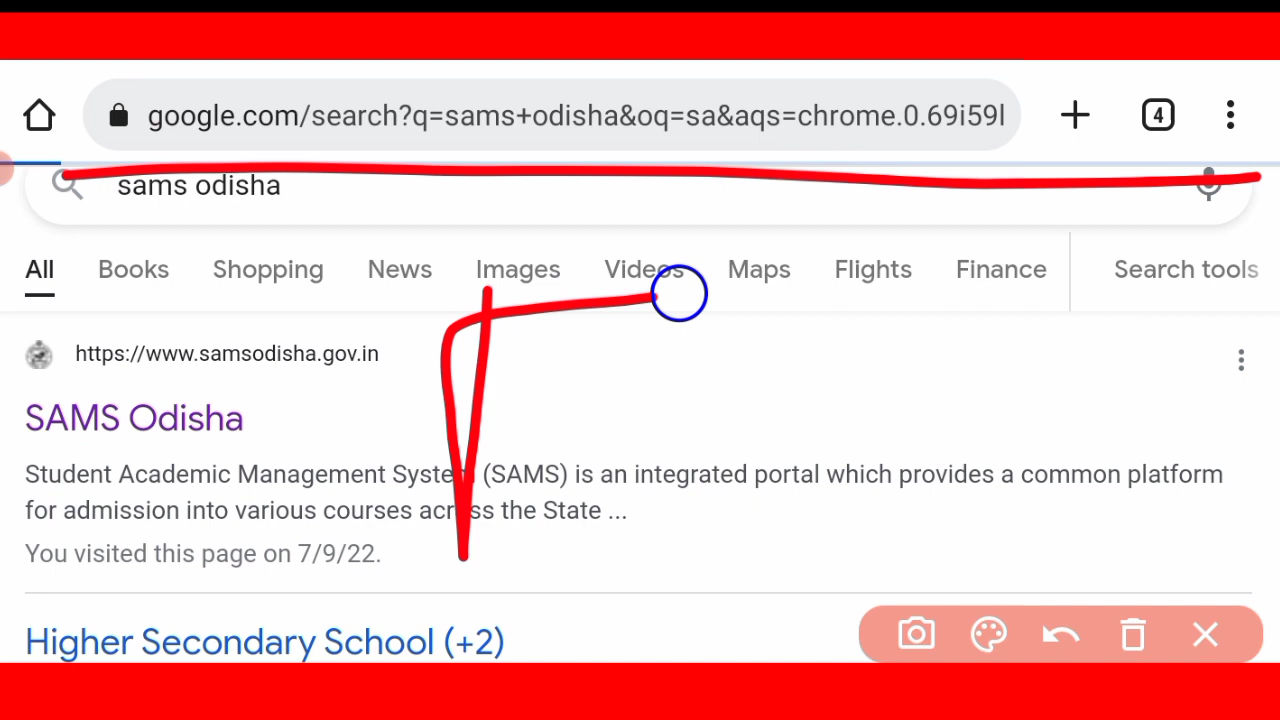 google.com/search?q=sams+odisha&oq=sa&aqs=chrome.0.69i59l
4
sams odisha
All Books Shopping News Images Videos Maps Flights Finance Search tools
https://www.samsodisha.gov.in
SAMS Odisha
Student Academic Management System (SAMS) is an integrated portal which provides a common platform
for admission into various courses across the State ...
You visited this page on 7/9/22.
Higher Secondary School (+2)